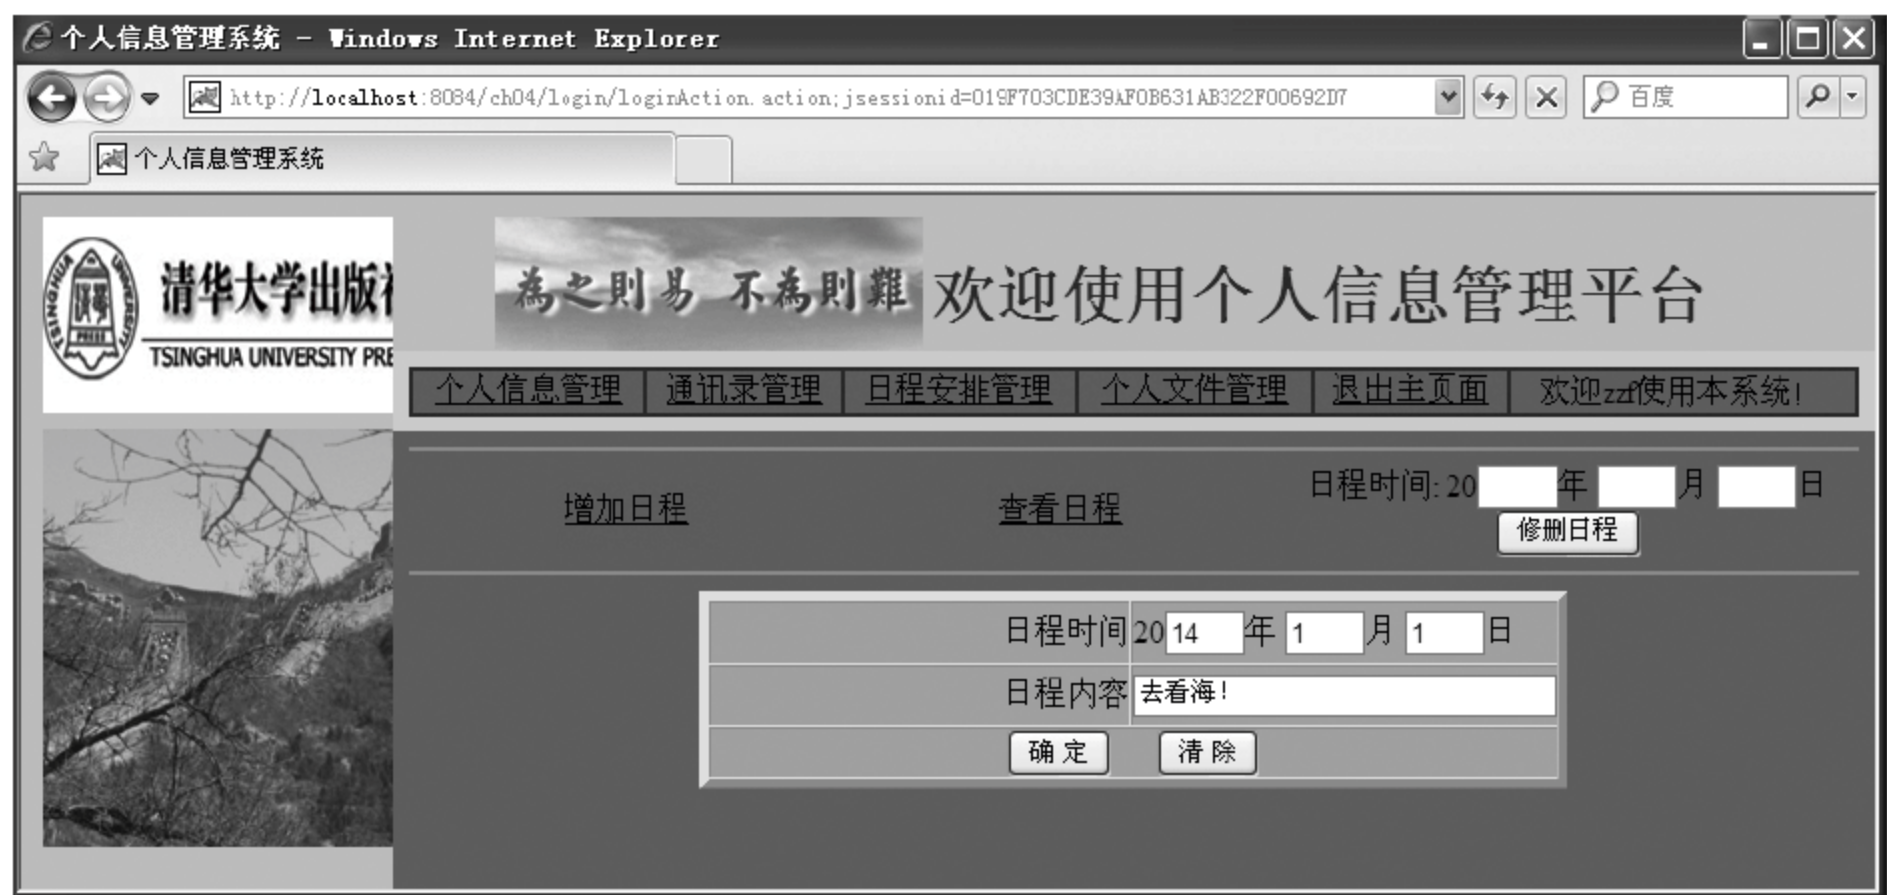 个人信息管理系统 - Windows Internet Explorer
http://localhost:8084/ch04/login/loginAction.action;jsessionid=019F703CDE39AF0B631AB322F00692D7
百度
个人信息管理系统
清华大学出版社
TSINGHUA UNIVERSITY PRE
TSINGHUA UNIVERSITY
PRESS
為之則易 不為則難
欢迎使用个人信息管理平台
个人信息管理 通讯录管理 日程安排管理 个人文件管理 退出主页面 欢迎zzf使用本系统!
日程时间: 20 年 月 日
增加日程 查看日程
修删日程
日程时间 20 14 年 1 月 1 日
日程内容 去看海!
确 定 清 除